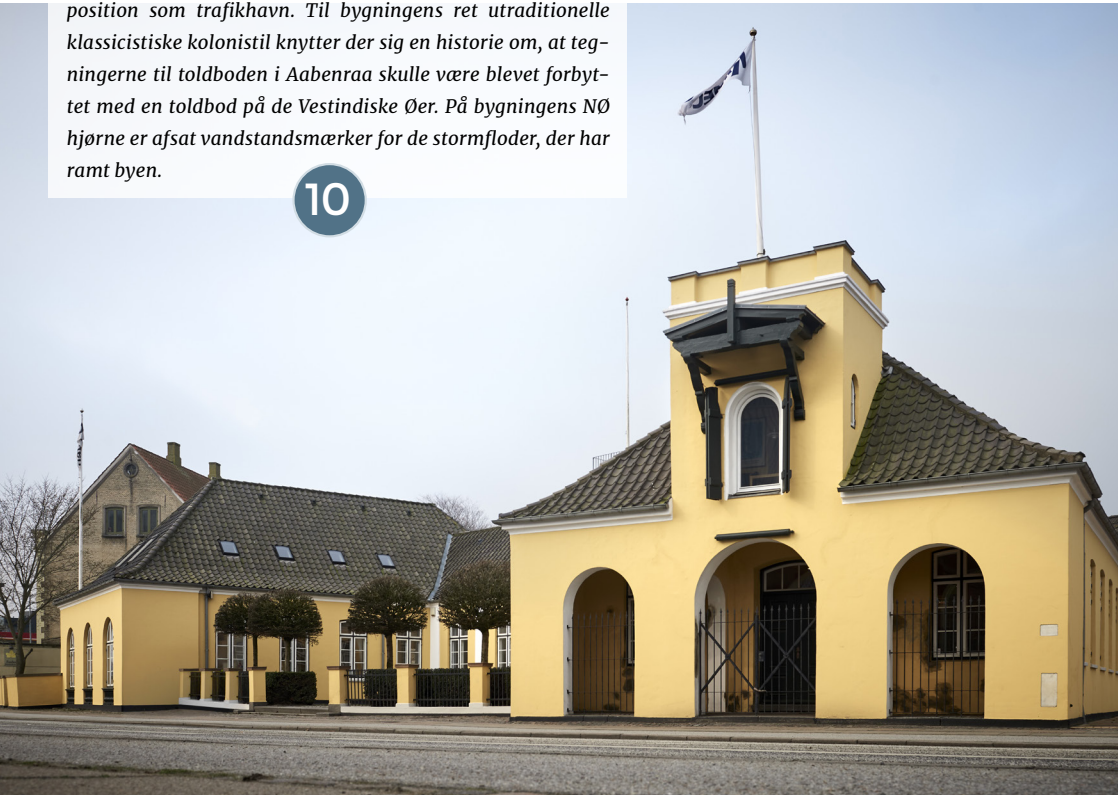 position som trafikhavn. Til bygningens ret utraditionelle
klassicistiske kolonistil knytter der sig en historie om, at teg-
ningerne til toldboden i Aabenraa skulle være blevet forbyt-
tet med en toldbod på de Vestindiske Øer. På bygningens NØ
hjørne er afsat vandstandsmærker for de stormfloder, der har
ramt byen.
10